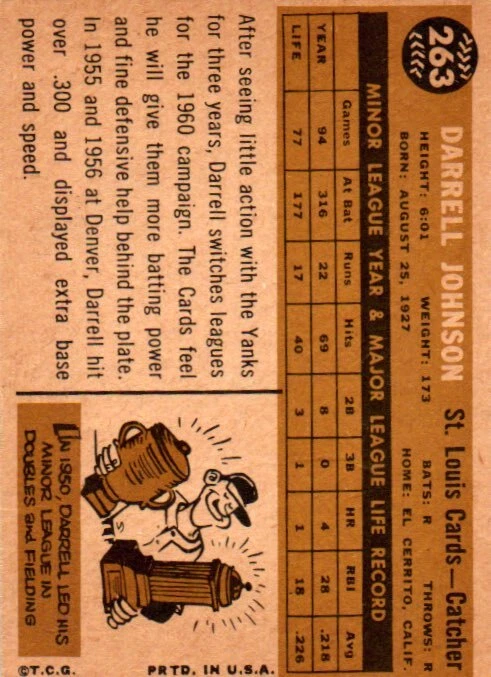 263
DARRELL JOHNSON St. Louis Cards—Catcher
HEIGHT: 6:01 WEIGHT: 173 BATS: R THROWS: R
BORN: AUGUST 25, 1927 HOME: EL CERRITO, CALIF.
MINOR LEAGUE YEAR & MAJOR LEAGUE LIFE RECORD
Games At Bat Runs Hits 2B 3B HR RBI Avg
YEAR 94 316 22 69 8 0 4 28 .218
LIFE 77 177 17 40 3 1 1 18 .226
After seeing little action with the Yanks
for three years, Darrell switches leagues
for the 1960 campaign. The Cards feel
he will give them more batting power
and fine defensive help behind the plate.
In 1955 and 1956 at Denver, Darrell hit
over .300 and displayed extra base
power and speed.
IN 1950, DARRELL LED HIS
MINOR LEAGUE IN
DOUBLES and FIELDING
©T.C.G. PRTD. IN U.S.A.